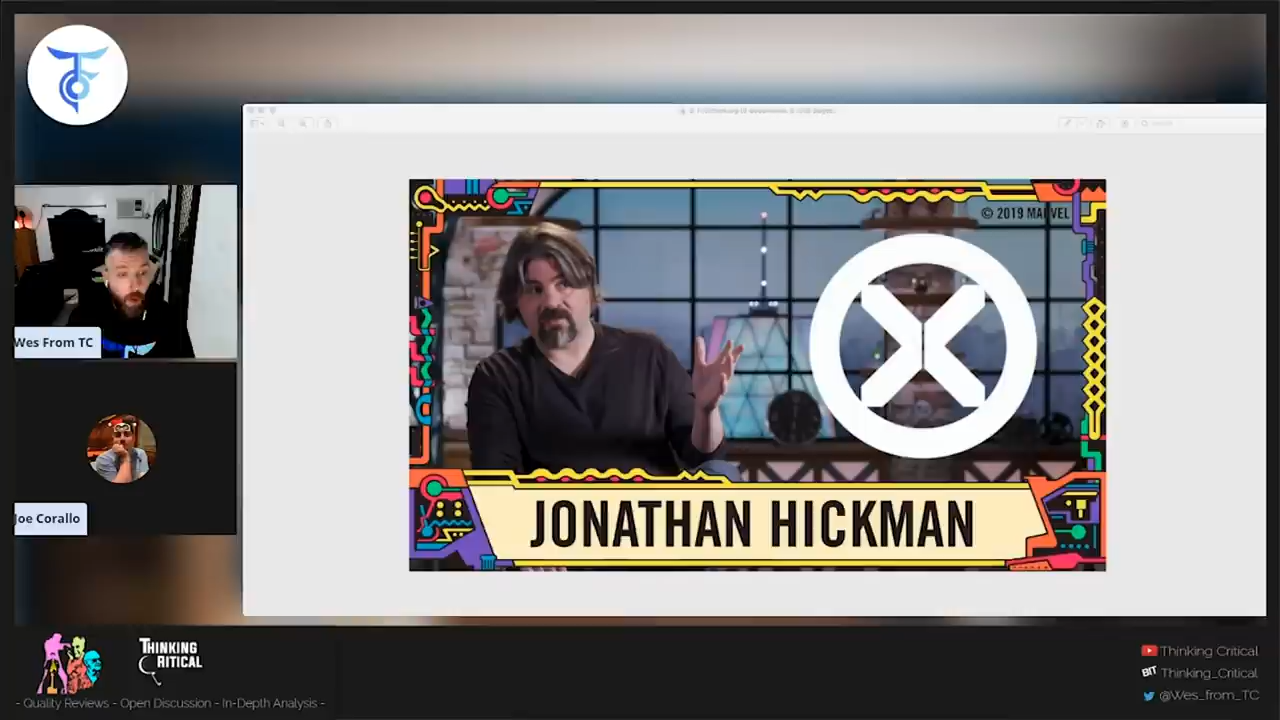 © 2019 MARVEL
Wes From TC
Joe Corallo
JONATHAN HICKMAN
THINKING
CRITICAL
- Quality Reviews - Open Discussion - In-Depth Analysis -
Thinking Critical
BIT Thinking_Critical
@Wes_from_TC